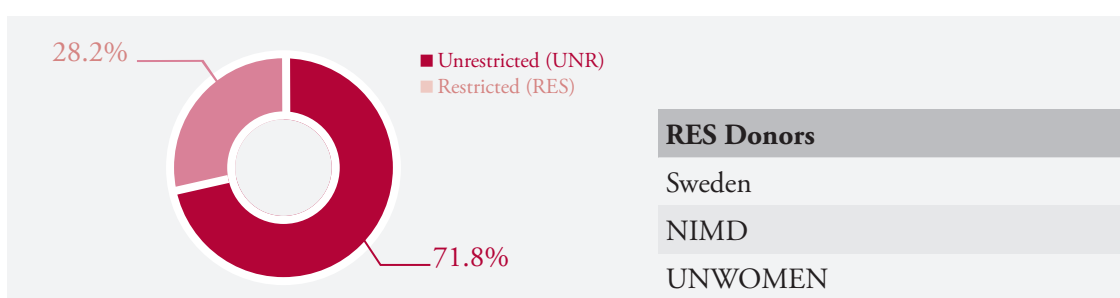 28.2%
Unrestricted (UNR)
Restricted (RES)
71.8%
RES Donors
Sweden
NIMD
UNWOMEN